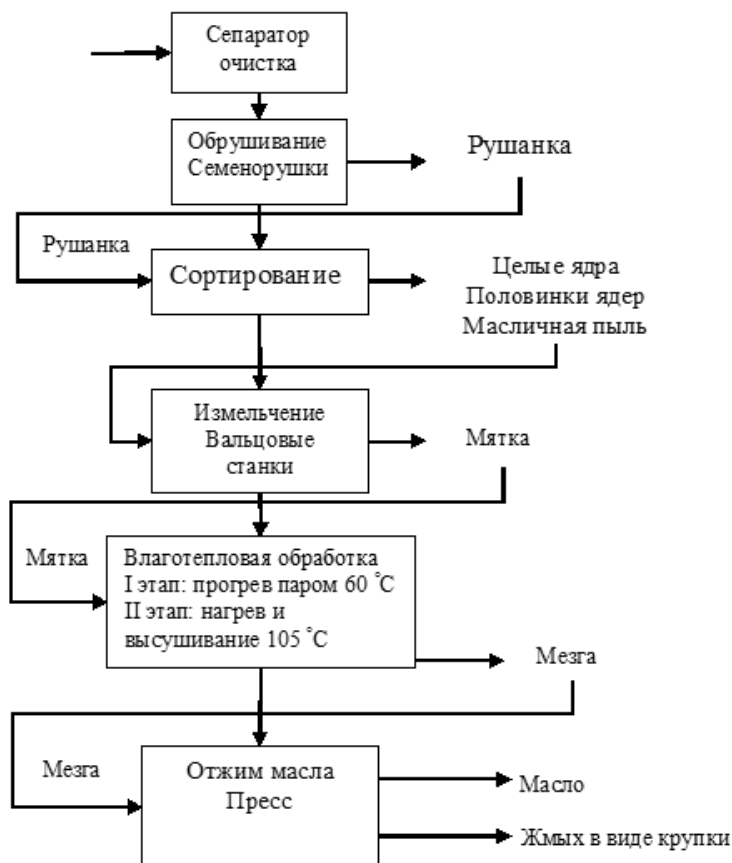 Сепаратор
очистка
Обрушивание
Семенорушки
Рушанка
Рушанка
Сортирование
Целые ядра
Половинки ядер
Масличная пыль
Измельчение
Вальцовые
станки
Мятка
Мятка
Влаготепловая обработка
I этап: прогрев паром 60 °C
II этап: нагрев и
высушивание 105 °C
Мезга
Мезга
Отжим масла
Пресс
Масло
Жмых в виде крупки